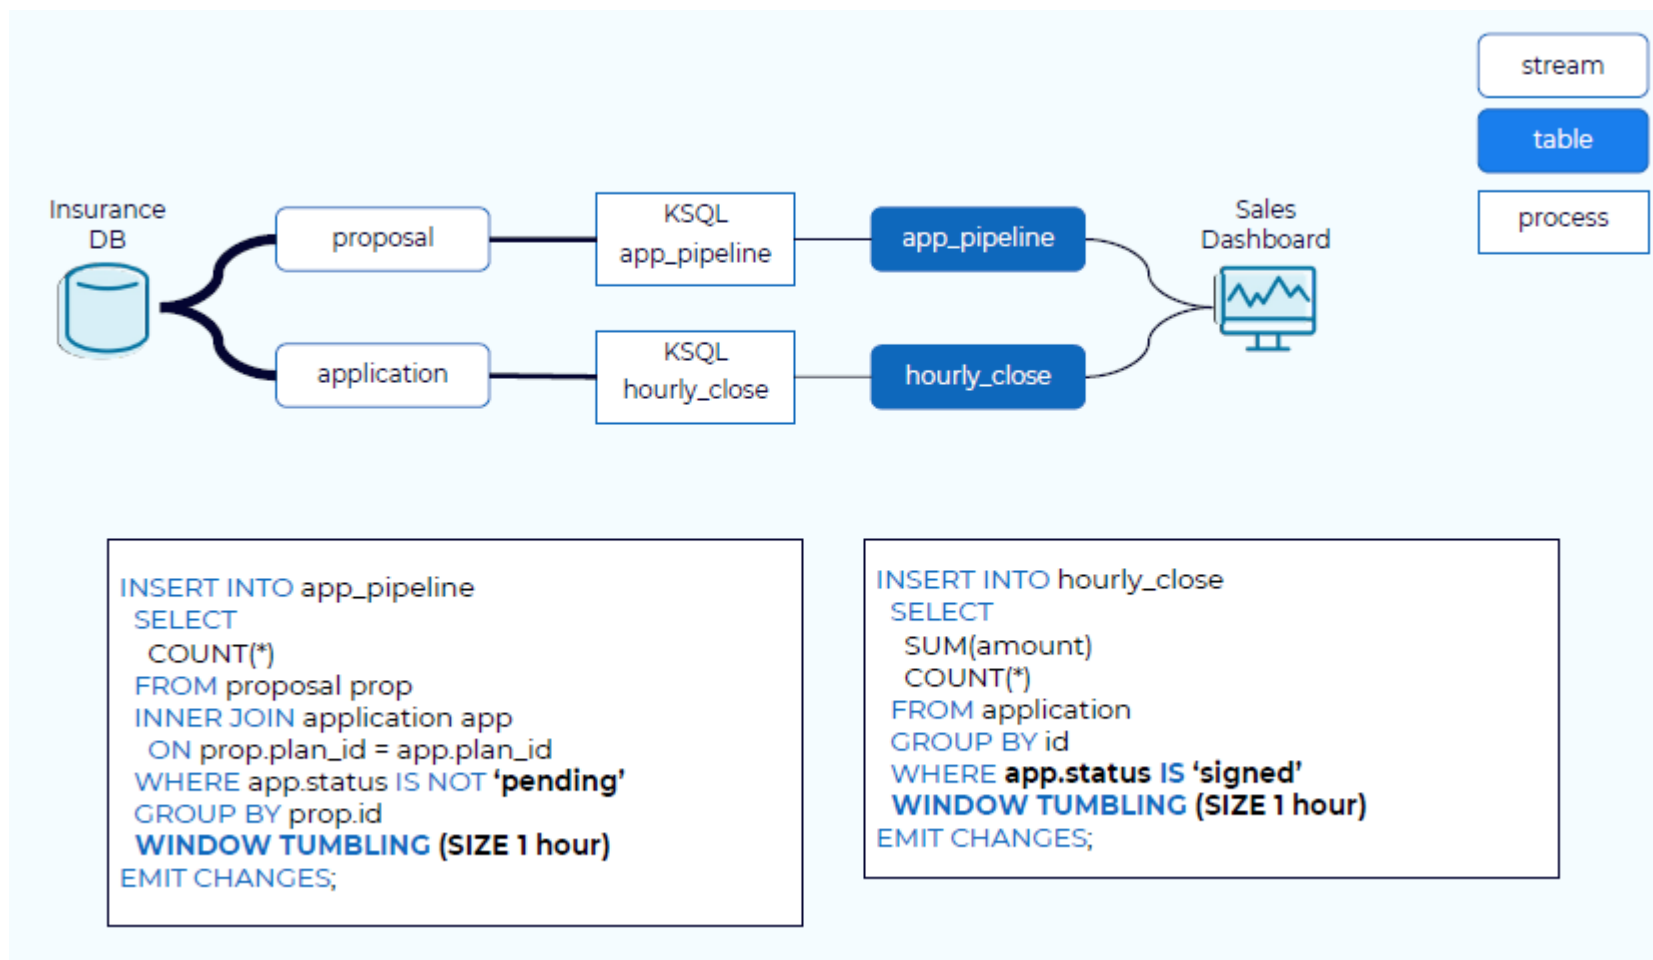 stream
table
process
Insurance
DB
proposal
KSQL
app_pipeline
app_pipeline
Sales
Dashboard
application
KSQL
hourly_close
hourly_close
INSERT INTO app_pipeline
SELECT
COUNT(*)
FROM proposal prop
INNER JOIN application app
ON prop.plan_id = app.plan_id
WHERE app.status IS NOT ‘pending’
GROUP BY prop.id
WINDOW TUMBLING (SIZE 1 hour)
EMIT CHANGES;
INSERT INTO hourly_close
SELECT
SUM(amount)
COUNT(*)
FROM application
GROUP BY id
WHERE app.status IS ‘signed’
WINDOW TUMBLING (SIZE 1 hour)
EMIT CHANGES;